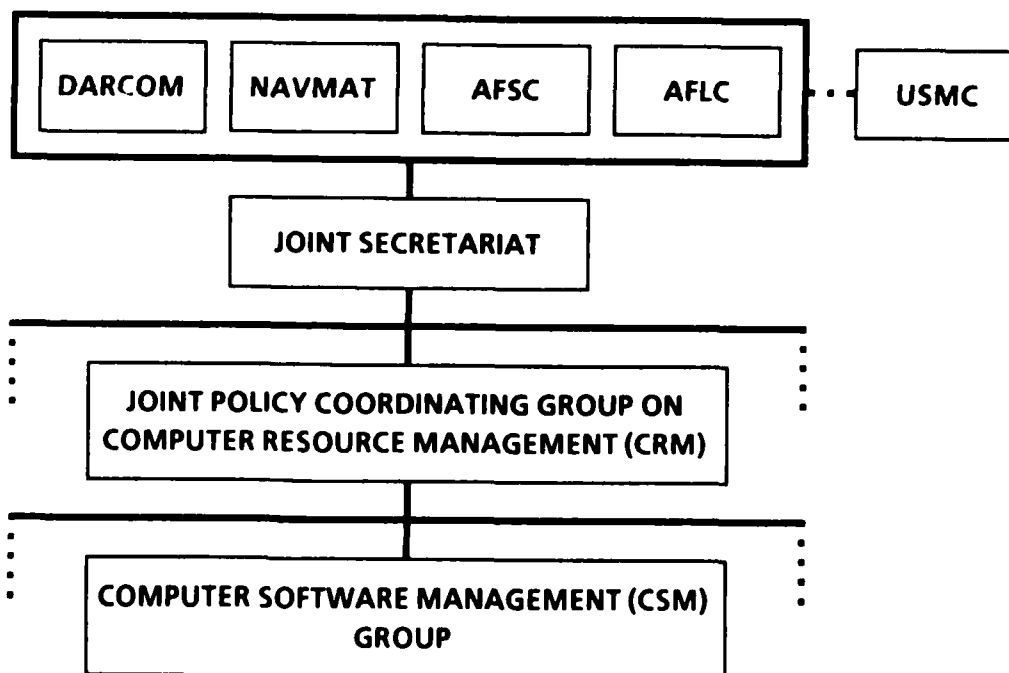 DARCOM NAVMAT AFSC AFLC USMC
JOINT SECRETARIAT
JOINT POLICY COORDINATING GROUP ON
COMPUTER RESOURCE MANAGEMENT (CRM)
COMPUTER SOFTWARE MANAGEMENT (CSM)
GROUP